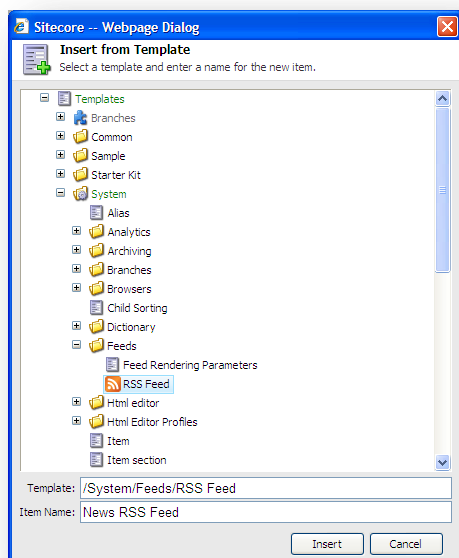 Sitecore -- Webpage Dialog
Insert from Template
Select a template and enter a name for the new item.
Templates
Branches
Common
Sample
Starter Kit
System
Alias
Analytics
Archiving
Branches
Browsers
Child Sorting
Dictionary
Feeds
Feed Rendering Parameters
RSS Feed
Html editor
Html Editor Profiles
Item
Item section
Template: /System/Feeds/RSS Feed
Item Name: News RSS Feed
Insert Cancel